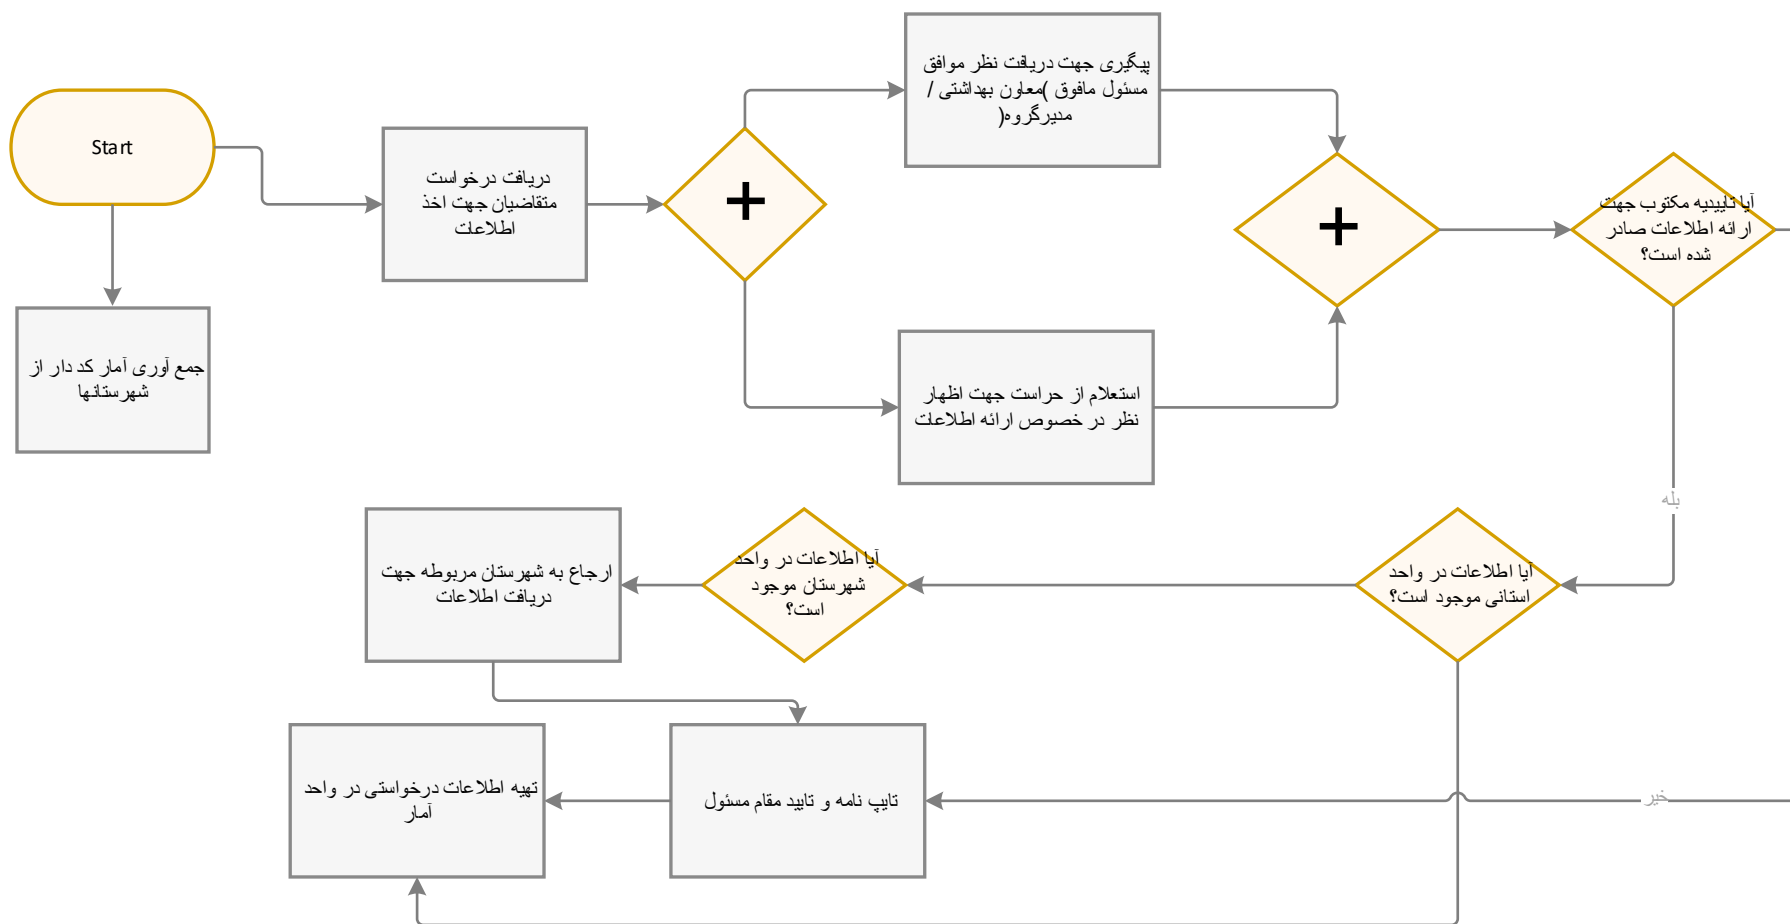 Start
دریافت درخواست
متقاضیان جهت اخذ
اطلاعات
جمع آوری آمار کد دار از
شهرستانها
پیگیری جهت دریافت نظر موافق
مسئول مافوق )معاون بهداشتی /
مدیرگروه(
استعلام از حراست جهت اظهار
نظر در خصوص ارائه اطلاعات
آیا تاییدیه مکتوب جهت
ارائه اطلاعات صادر
شده است؟
بله
آیا اطلاعات در واحد
استانی موجود است؟
آیا اطلاعات در واحد
شهرستان موجود
است؟
ارجاع به شهرستان مربوطه جهت
دریافت اطلاعات
تهیه اطلاعات درخواستی در واحد
آمار
تایپ نامه و تایید مقام مسئول
خیر